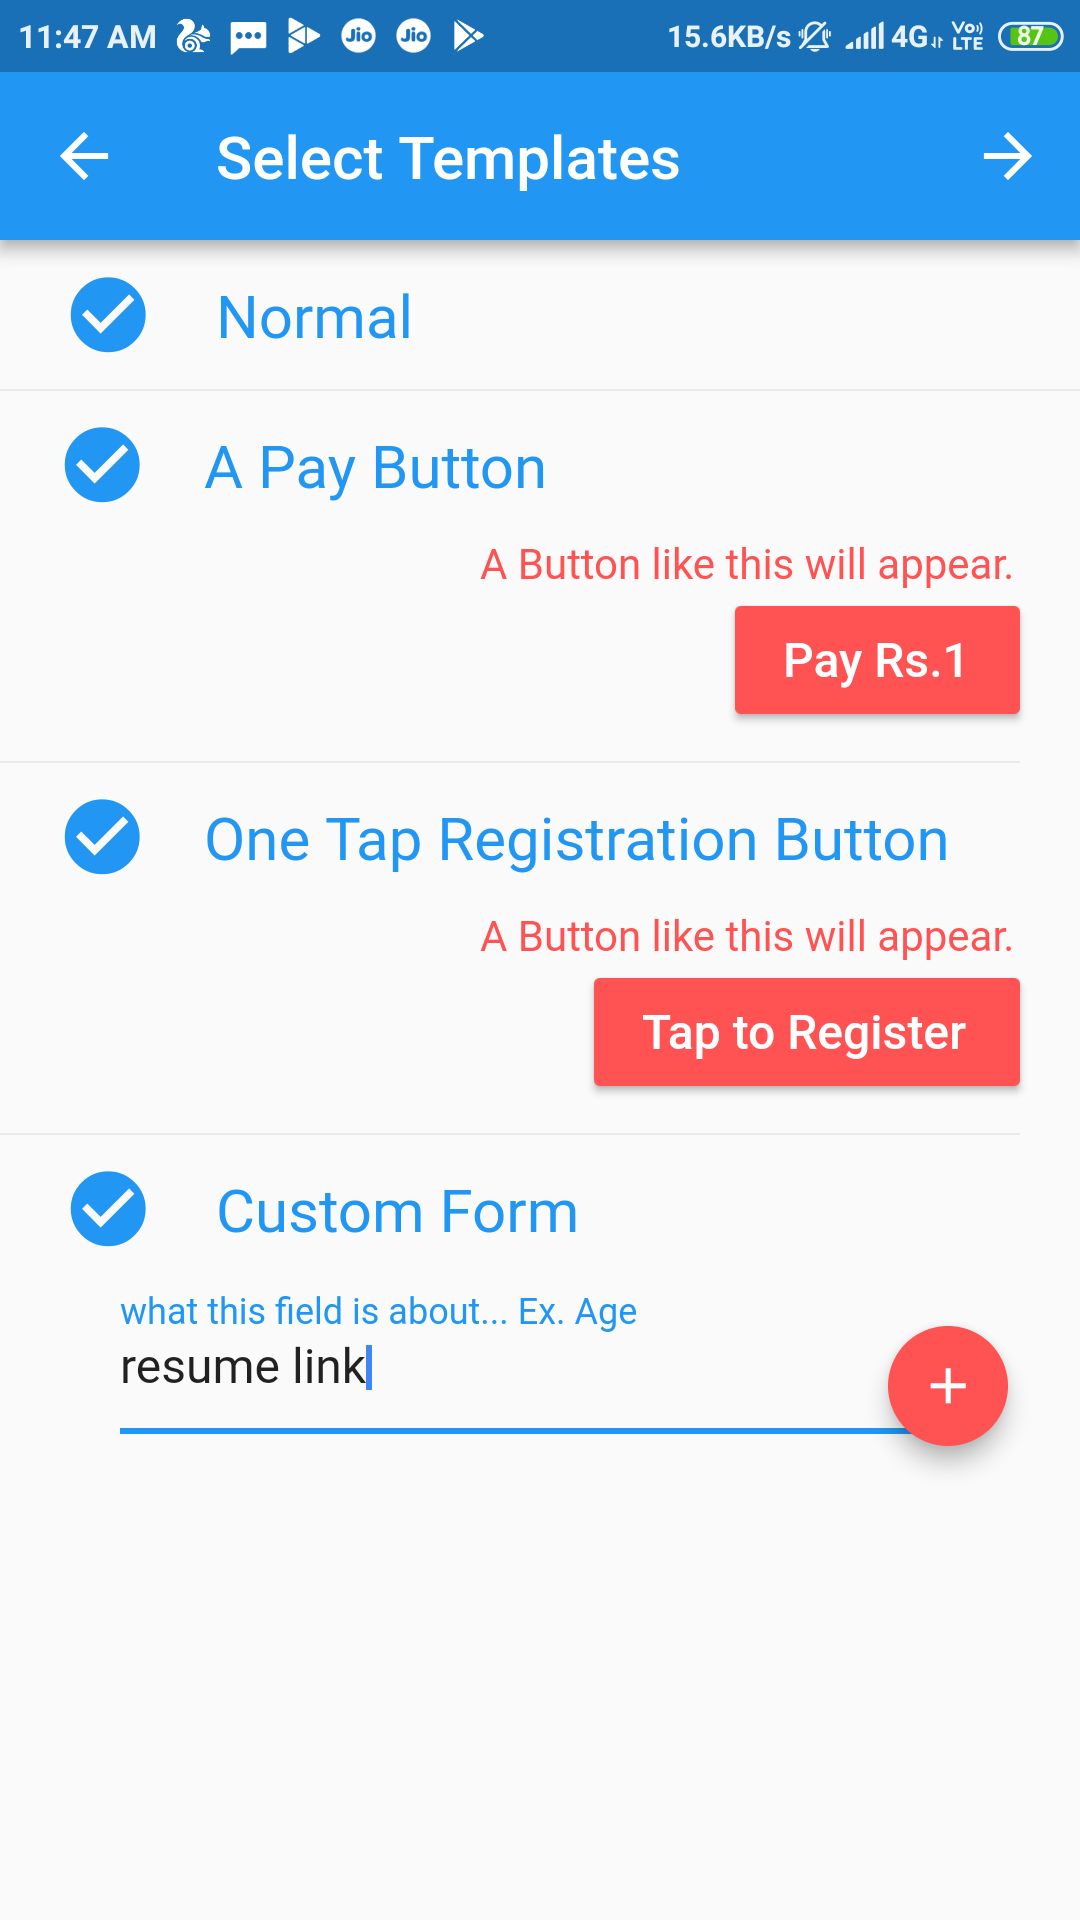 11:47 AM Jio Jio 15.6KB/s 4G VoLTE 87
Select Templates
Normal
A Pay Button
A Button like this will appear.
Pay Rs.1
One Tap Registration Button
A Button like this will appear.
Tap to Register
Custom Form
what this field is about... Ex. Age
resume link